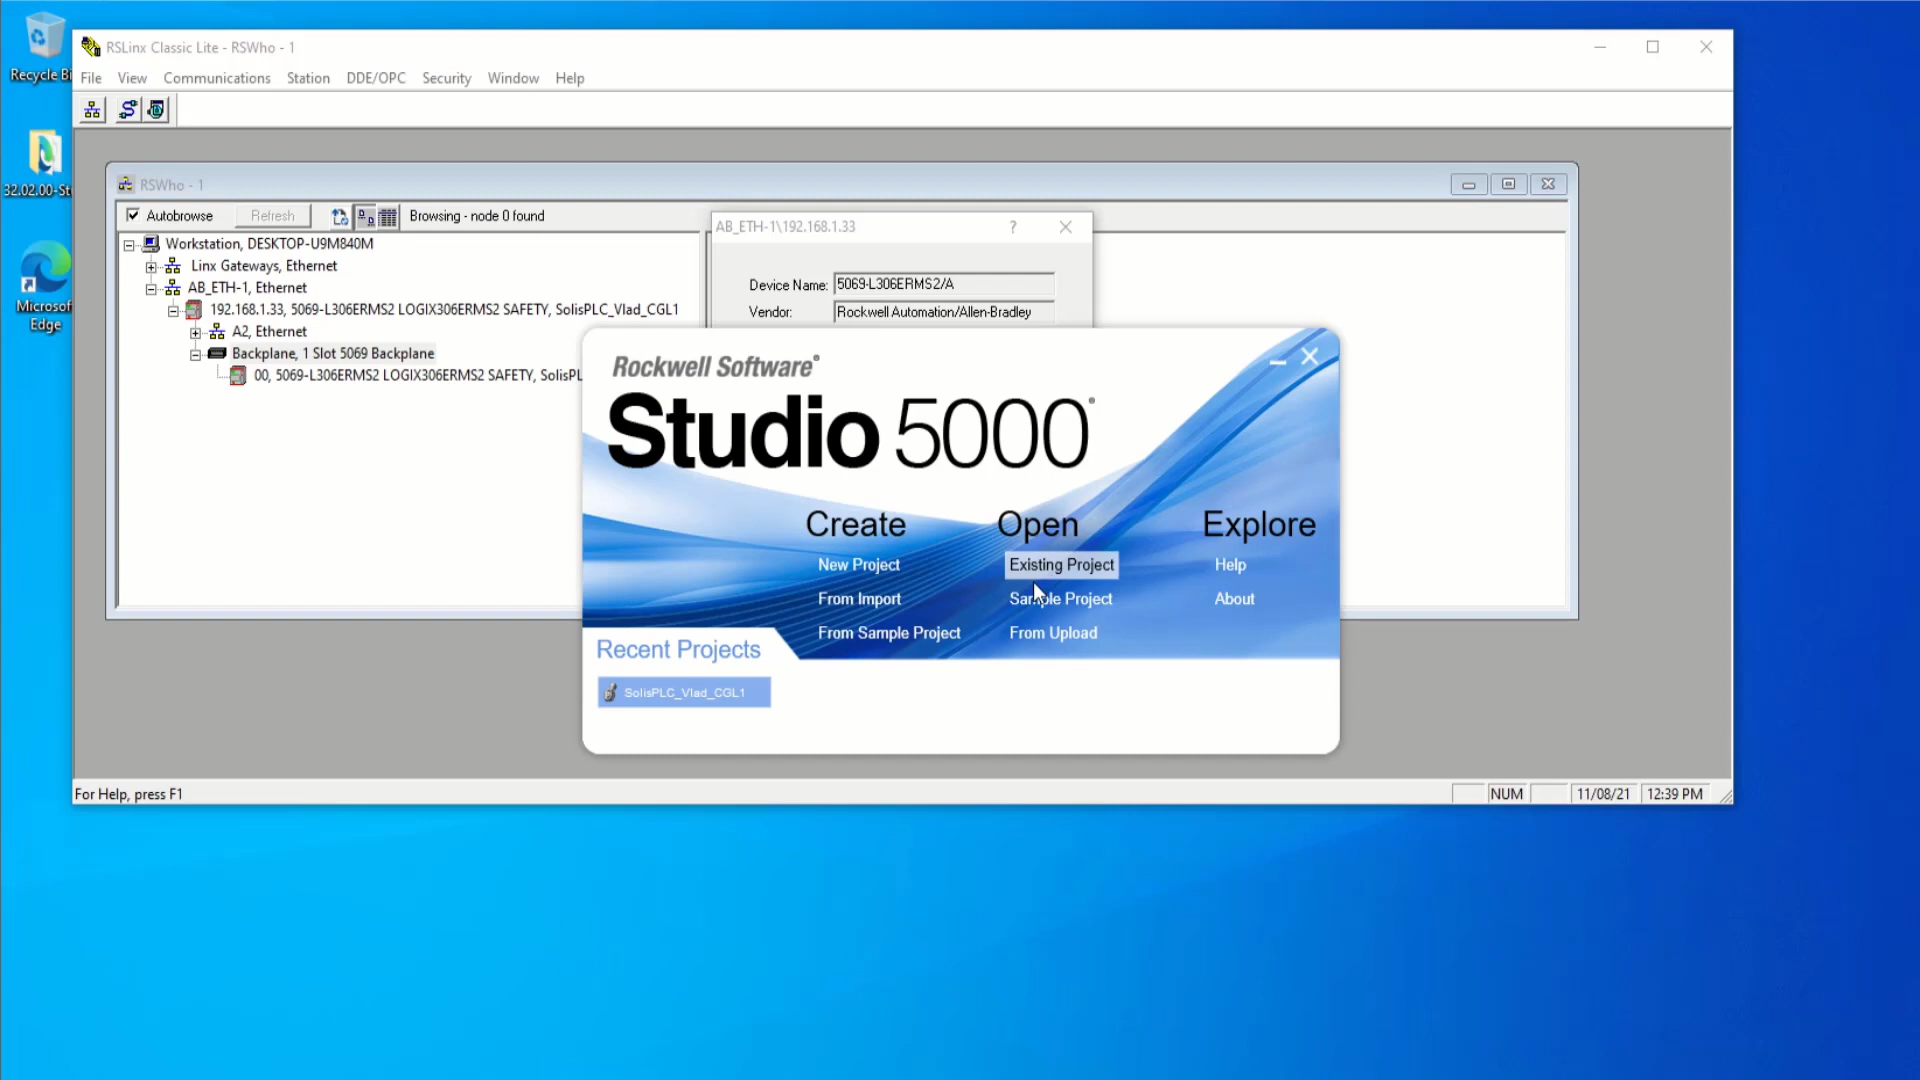 Recycle Bi
32.02.00-St
Microsof
Edge
RSLinx Classic Lite - RSWho - 1
File View Communications Station DDE/OPC Security Window Help
RSWho - 1
Autobrowse Refresh Browsing - node 0 found
Workstation, DESKTOP-U9M840M
Linx Gateways, Ethernet
AB_ETH-1, Ethernet
192.168.1.33, 5069-L306ERMS2 LOGIX306ERMS2 SAFETY, SolisPLC_Vlad_CGL1
A2, Ethernet
Backplane, 1 Slot 5069 Backplane
00, 5069-L306ERMS2 LOGIX306ERMS2 SAFETY, SolisPL
AB_ETH-1\192.168.1.33 ?
Device Name: 5069-L306ERMS2/A
Vendor: Rockwell Automation/Allen-Bradley
Rockwell Software®
Studio 5000®
Create Open Explore
New Project Existing Project Help
From Import Sample Project About
From Sample Project From Upload
Recent Projects
SolisPLC_Vlad_CGL1
For Help, press F1
NUM 11/08/21 12:39 PM